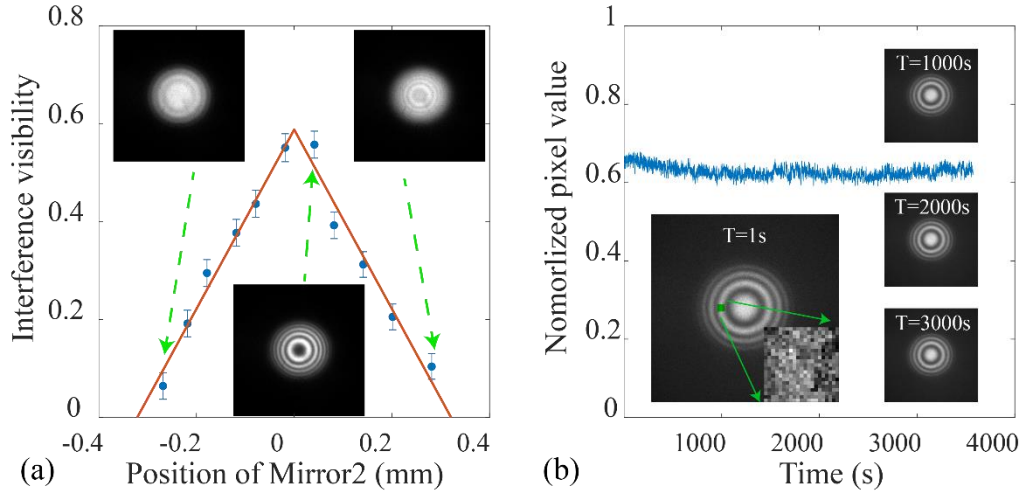 0.8
0.6
0.4
0.2
0
-0.4
-0.2
0
0.2
0.4
Interference visibility
Position of Mirror2 (mm)
(a)
1
0.8
0.6
0.4
0.2
0
1000
2000
3000
4000
Nomorlized pixel value
Time (s)
T=1000s
T=2000s
T=3000s
T=1s
(b)